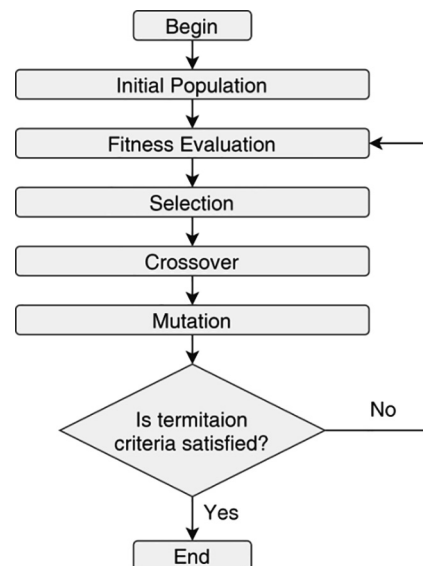 Begin
Initial Population
Fitness Evaluation
Selection
Crossover
Mutation
Is termitaion
criteria satisfied?
No
Yes
End